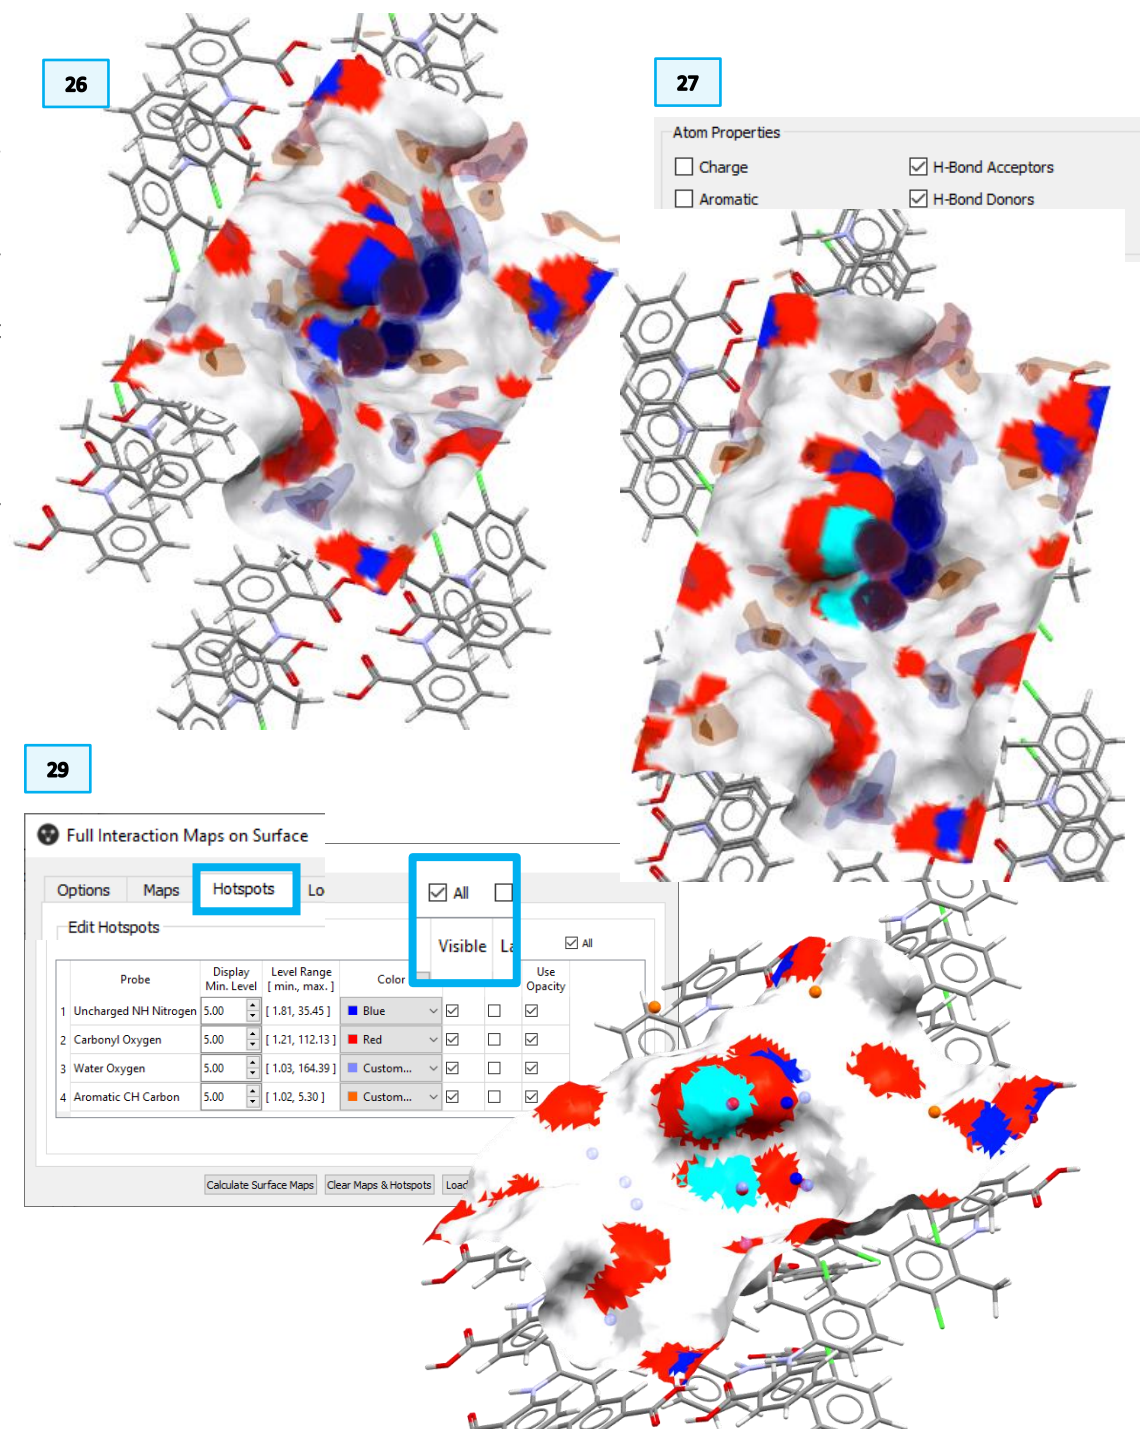 26
27
Atom Properties
Charge
H-Bond Acceptors
Aromatic
H-Bond Donors
29
Full Interaction Maps on Surface
Options Maps Hotspots Lo
All
Edit Hotspots
Visible La
All
Probe Display Min. Level Level Range [ min., max. ] Color Use Opacity
1 Uncharged NH Nitrogen 5.00 [ 1.81, 35.45 ] Blue
2 Carbonyl Oxygen 5.00 [ 1.21, 112.13 ] Red
3 Water Oxygen 5.00 [ 1.03, 164.39 ] Custom...
4 Aromatic CH Carbon 5.00 [ 1.02, 5.30 ] Custom...
Calculate Surface Maps Clear Maps & Hotspots Load